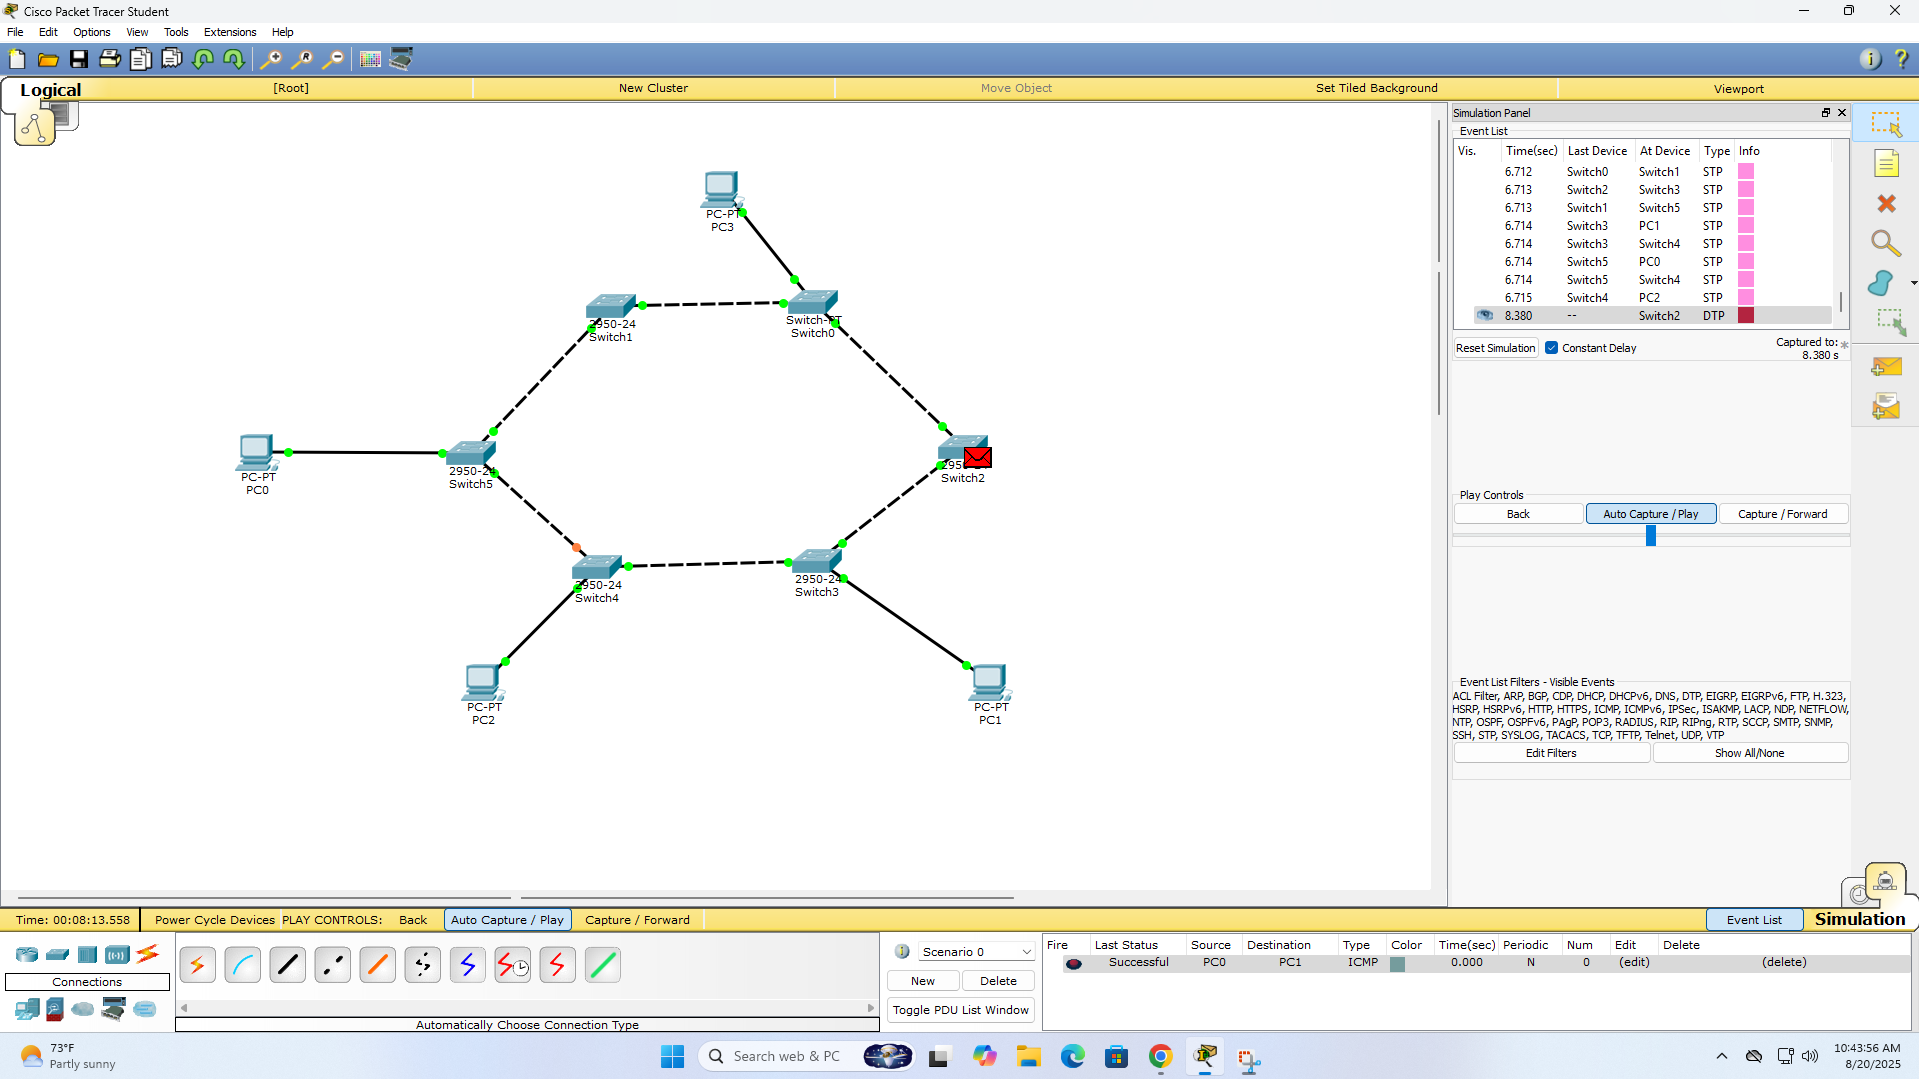 Cisco Packet Tracer Student
File Edit Options View Tools Extensions Help
Logical [Root] New Cluster Move Object Set Tiled Background Viewport
PC-PT
PC3
2950-24
Switch1
Switch-PT
Switch0
PC-PT
PC0
2950-24
Switch5
Switch2
2950-24
Switch4
2950-24
Switch3
PC-PT
PC2
PC-PT
PC1
Simulation Panel
Event List
Vis. Time(sec) Last Device At Device Type Info
6.712 Switch0 Switch1 STP
6.713 Switch2 Switch3 STP
6.713 Switch1 Switch5 STP
6.714 Switch3 PC1 STP
6.714 Switch3 Switch4 STP
6.714 Switch5 PC0 STP
6.714 Switch5 Switch4 STP
6.715 Switch4 PC2 STP
8.380 -- Switch2 DTP
Reset Simulation Constant Delay Captured to:
8.380 s
Play Controls
Back Auto Capture / Play Capture / Forward
Event List Filters - Visible Events
ACL Filter, ARP, BGP, CDP, DHCP, DHCPv6, DNS, DTP, EIGRP, EIGRPv6, FTP, H.323,
HSRP, HSRPv6, HTTP, HTTPS, ICMP, ICMPv6, IPSec, ISAKMP, LACP, NDP, NETFLOW,
NTP, OSPF, OSPFv6, PAgP, POP3, RADIUS, RIP, RIPng, RTP, SCCP, SMTP, SNMP,
SSH, STP, SYSLOG, TACACS, TCP, TFTP, Telnet, UDP, VTP
Edit Filters Show All/None
Time: 00:08:13.558 Power Cycle Devices PLAY CONTROLS: Back Auto Capture / Play Capture / Forward Event List Simulation
Connections
Automatically Choose Connection Type
Scenario 0
New Delete
Toggle PDU List Window
Fire Last Status Source Destination Type Color Time(sec) Periodic Num Edit Delete
Successful PC0 PC1 ICMP 0.000 N 0 (edit) (delete)
73°F
Partly sunny
Search web & PC
10:43:56 AM
8/20/2025